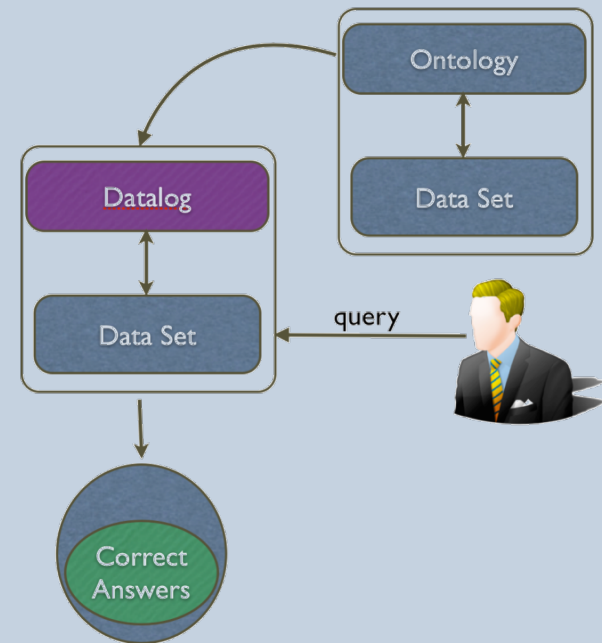 Ontology
Data Set
Datalog
Data Set
query
Correct
Answers